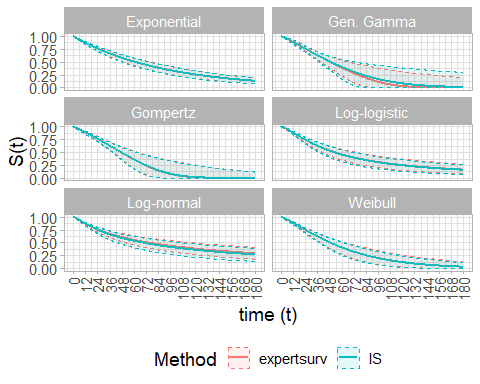 Exponential Gen. Gamma
1.00
0.75
0.50
0.25
0.00
Gompertz Log-logistic
1.00
0.75
0.50
0.25
0.00
Log-normal Weibull
1.00
0.75
0.50
0.25
0.00
S(t)
0 12 24 36 48 60 72 84 96 108 120 132 144 156 168 180 0 12 24 36 48 60 72 84 96 108 120 132 144 156 168 180
time (t)
Method expertsurv IS